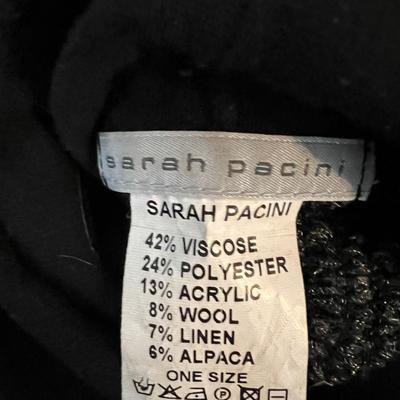 sarah pacini
SARAH PACINI
42% VISCOSE
24% POLYESTER
13% ACRYLIC
8% WOOL
7% LINEN
6% ALPACA
ONE SIZE